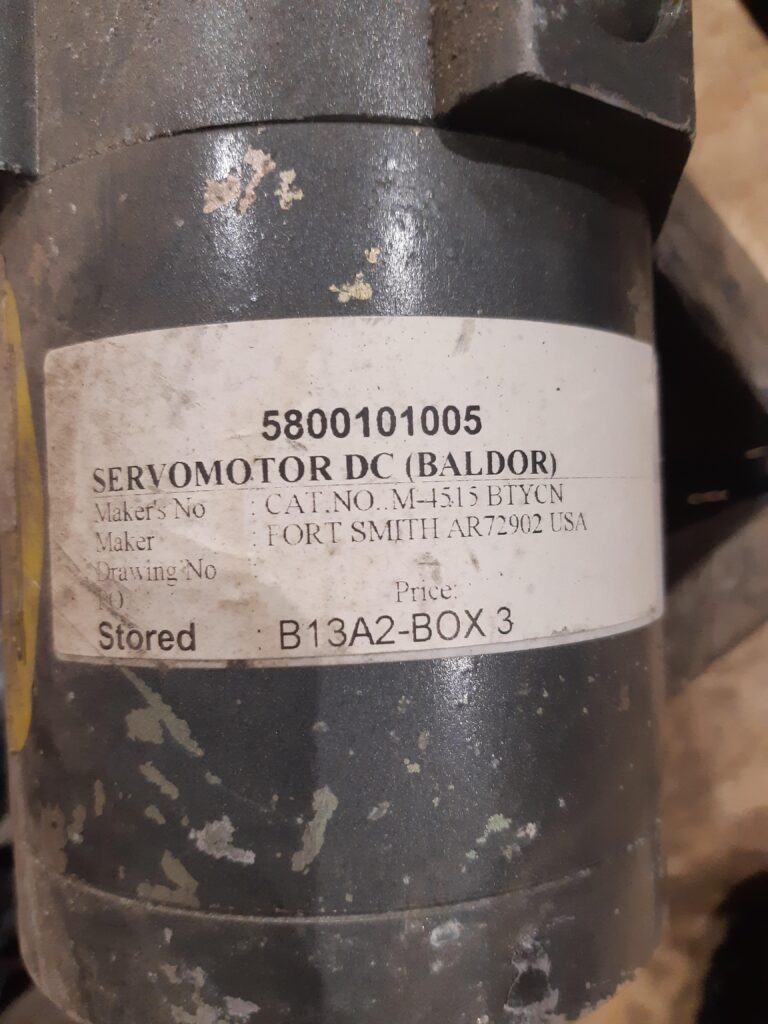 5800101005
SERVOMOTOR DC (BALDOR)
Maker's No : CAT.NO..M-4515 BTYCN
Maker : FORT SMITH AR72902 USA
Drawing No
Price:
Stored : B13A2-BOX 3